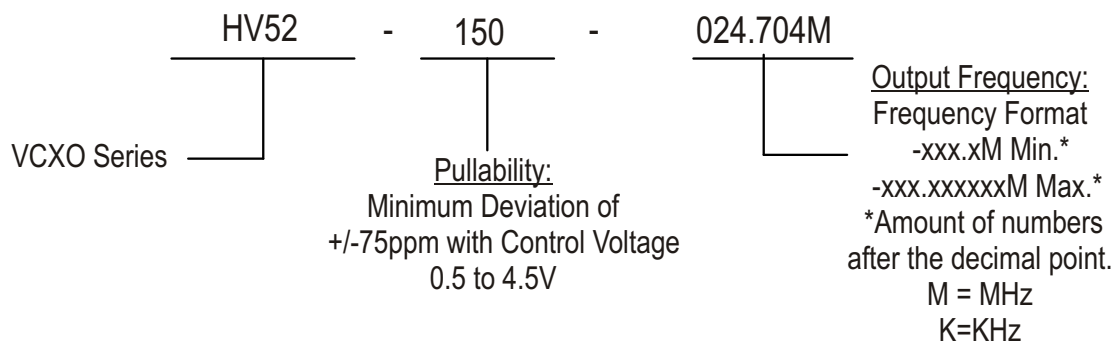 HV52 - 150 - 024.704M
VCXO Series
Pullability:
Minimum Deviation of
+/-75ppm with Control Voltage
0.5 to 4.5V
Output Frequency:
Frequency Format
-xxx.xM Min.*
-xxx.xxxxxxM Max.*
*Amount of numbers
after the decimal point.
M = MHz
K=KHz